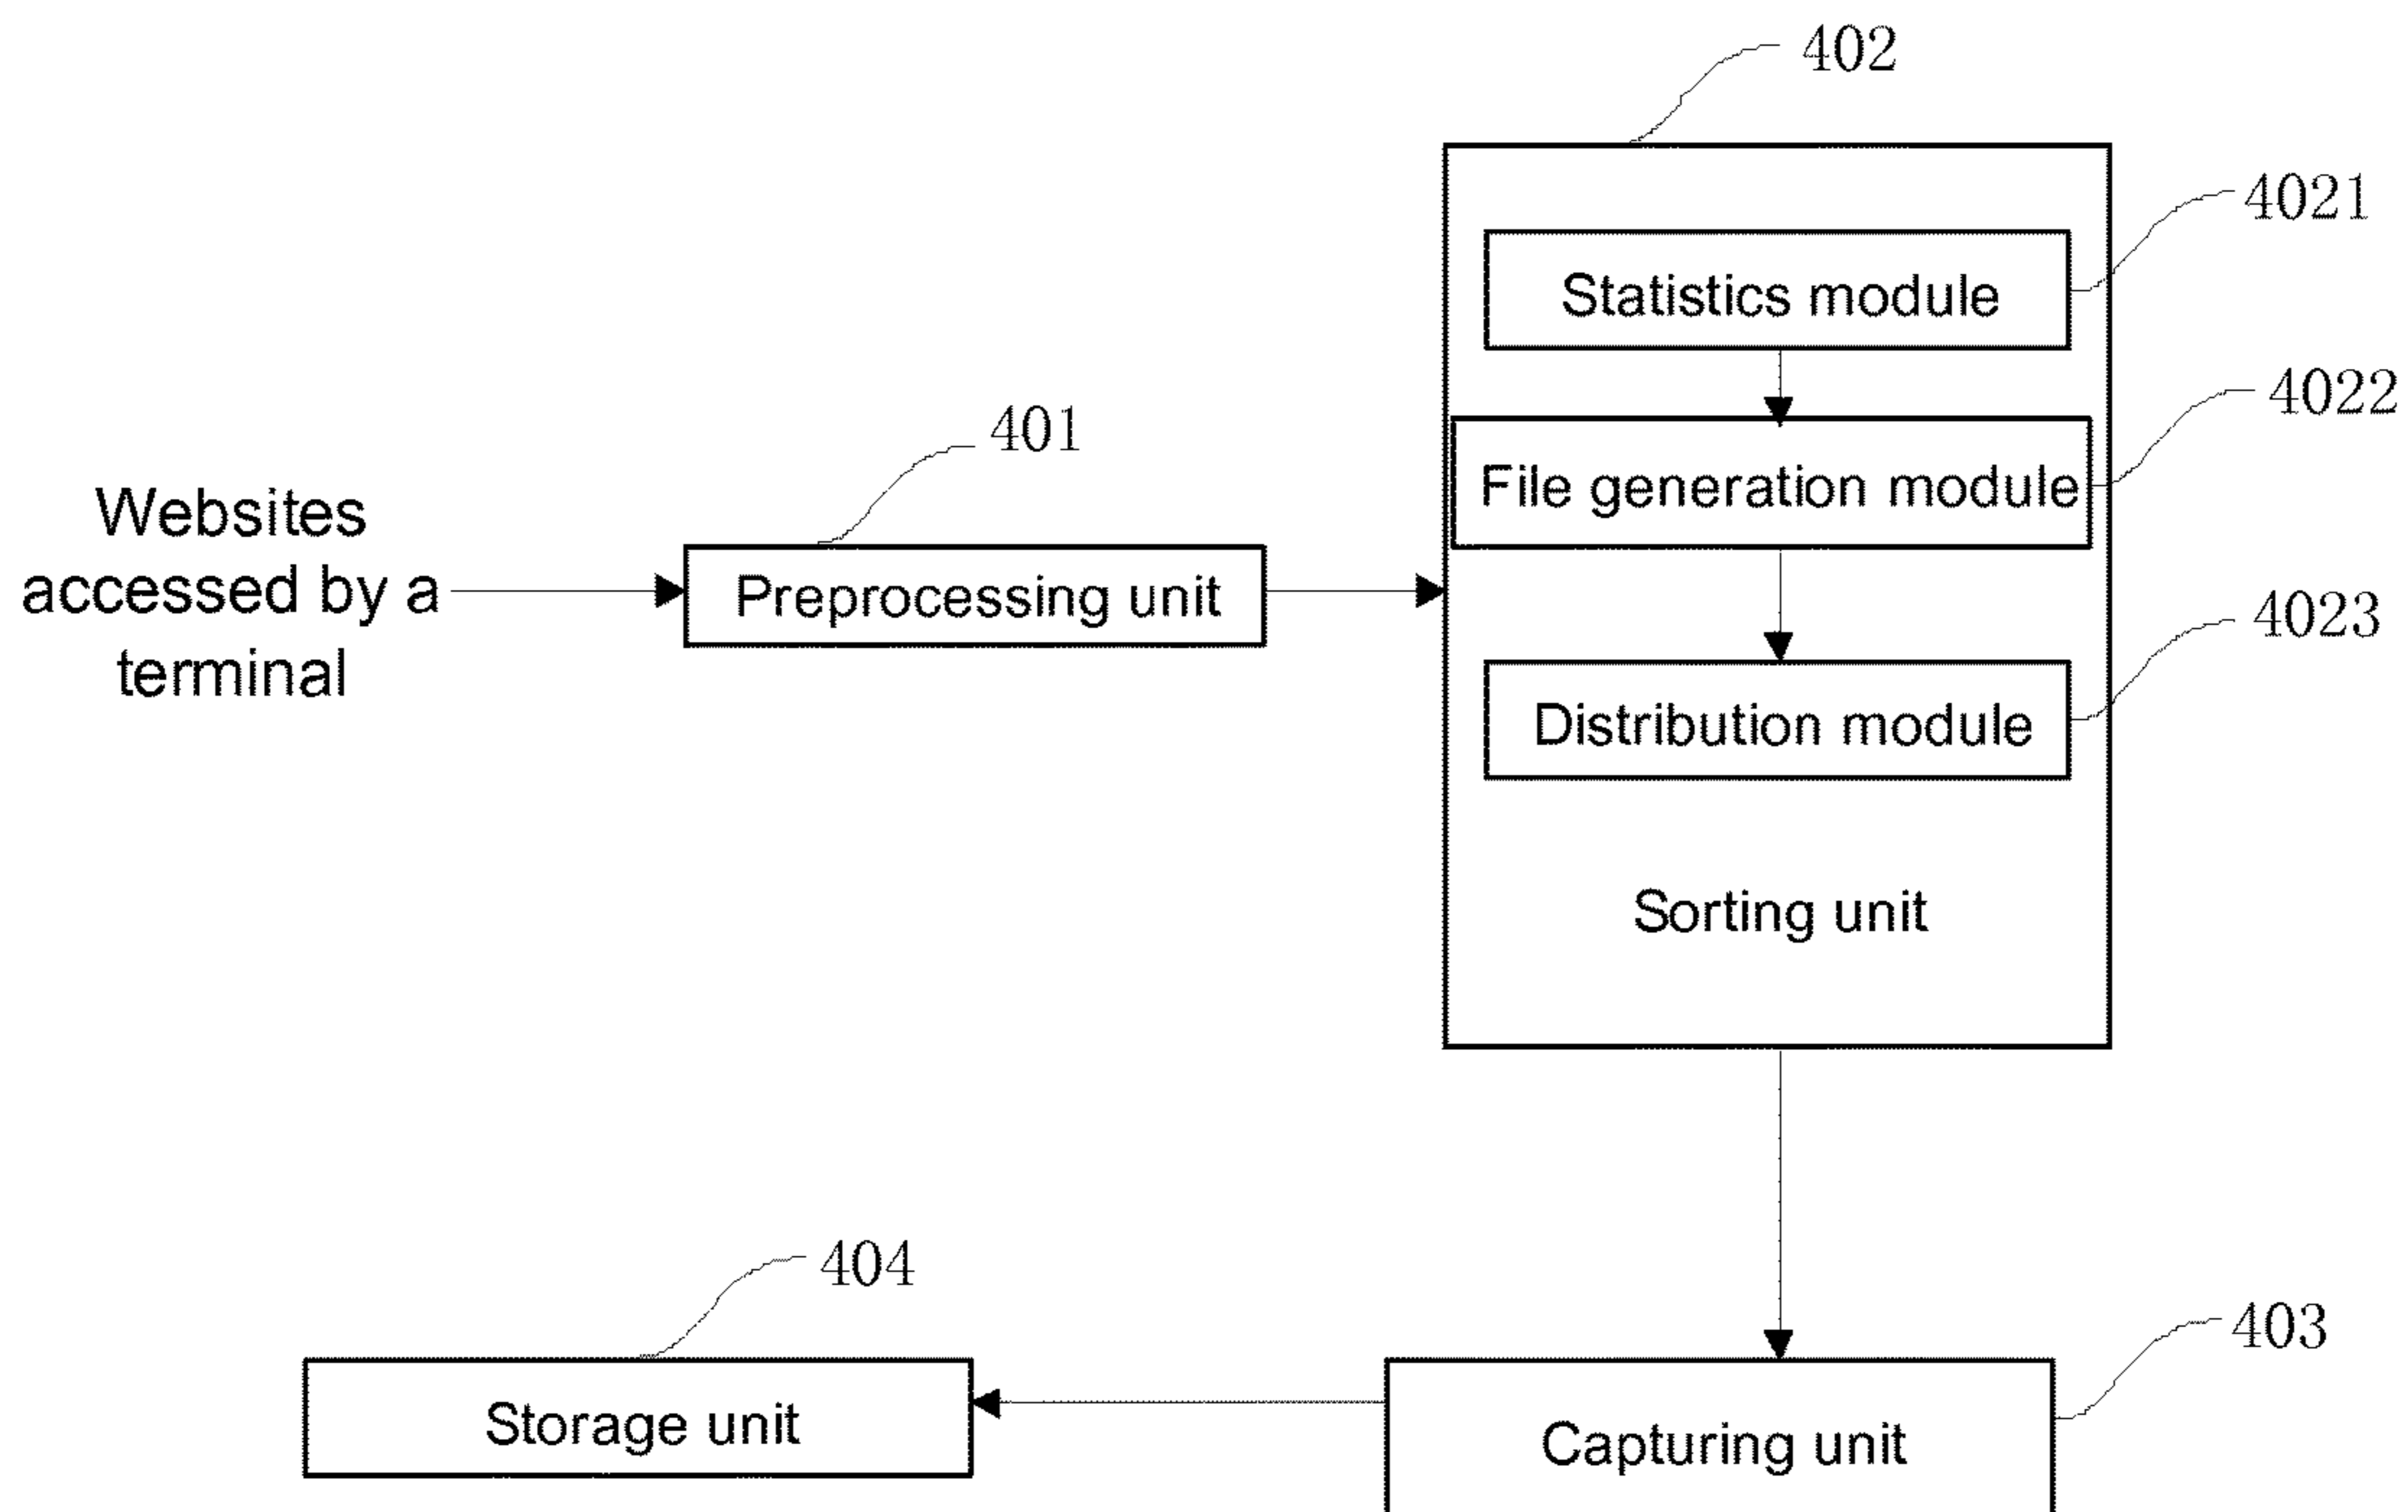 402
4021
Statistics module
4022
401
File generation module
Websites
accessed by a
terminal
Preprocessing unit
4023
Distribution module
Sorting unit
404
403
Storage unit
Capturing unit